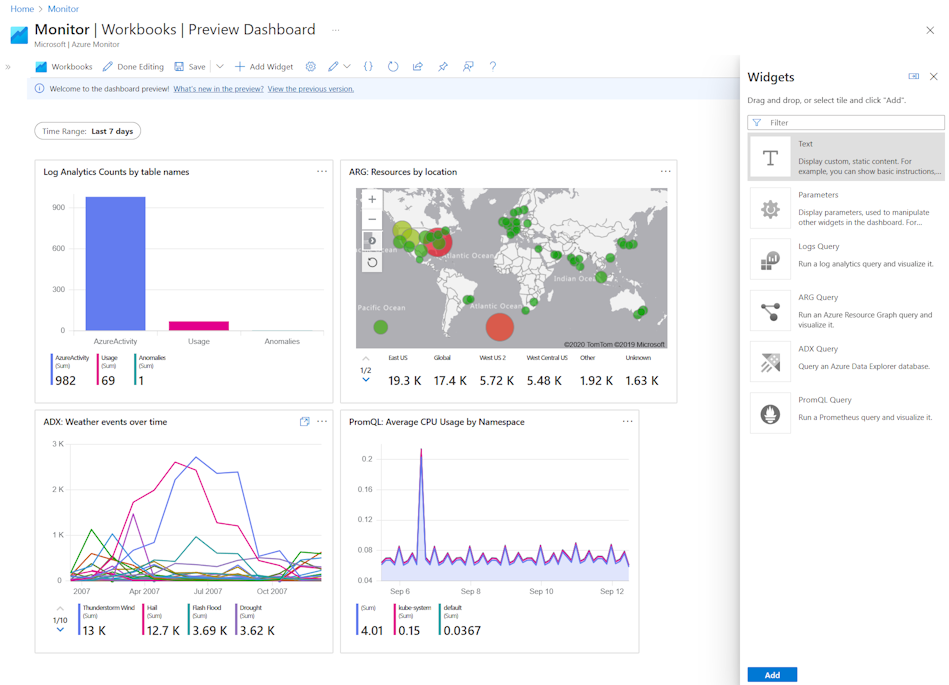 Home > Monitor
Monitor | Workbooks | Preview Dashboard ...
Microsoft | Azure Monitor
» Workbooks Done Editing Save Add Widget {} ?
Welcome to the dashboard preview! What's new in the preview? View the previous version.
Time Range: Last 7 days
Log Analytics Counts by table names
900
600
300
0
AzureActivity Usage Anomalies
AzureActivity (Sum) 982
Usage (Sum) 69
Anomalies (Sum) 1
ARG: Resources by location
Atlantic Ocean
Indian Ocean
Pacific Ocean
Atlantic Ocean
©2020 TomTom ©2019 Microsoft
1/2
East US Global West US 2 West Central US Other Unknown
19.3 K 17.4 K 5.72 K 5.48 K 1.92 K 1.63 K
ADX: Weather events over time
3 K
2 K
1 K
0
2007 Apr 2007 Jul 2007 Oct 2007
1/10
Thunderstorm Wind (Sum) 13 K
Hail (Sum) 12.7 K
Flash Flood (Sum) 3.69 K
Drought (Sum) 3.62 K
PromQL: Average CPU Usage by Namespace
0.2
0.16
0.12
0.08
0.04
Sep 6 Sep 8 Sep 10 Sep 12
(Sum) 4.01
kube-system (Sum) 0.15
default (Sum) 0.0367
Widgets
Drag and drop, or select tile and click "Add".
Filter
Text
Display custom, static content. For
example, you can show basic instructions,...
Parameters
Display parameters, used to manipulate
other widgets in the dashboard. For...
Logs Query
Run a log analytics query and visualize it.
ARG Query
Run an Azure Resource Graph query and
visualize it.
ADX Query
Query an Azure Data Explorer database.
PromQL Query
Run a Prometheus query and visualize it.
Add